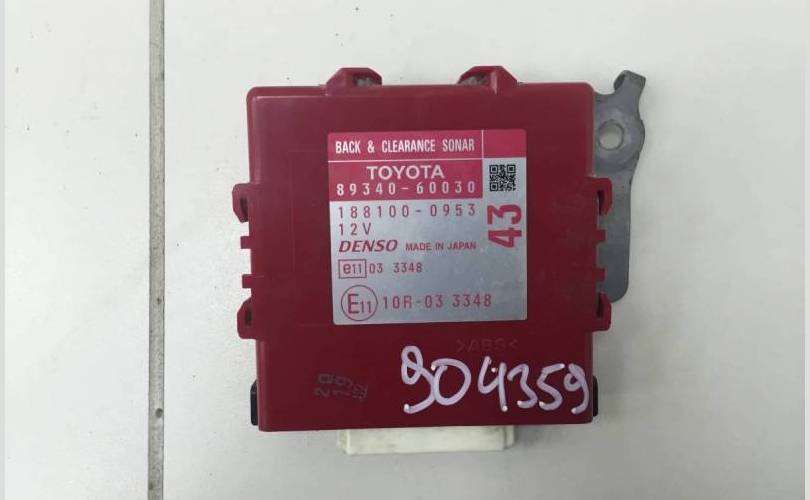 BACK & CLEARANCE SONAR
TOYOTA
89340-60030
188100-0953
12V
43
DENSO MADE IN JAPAN
e11 03 3348
E11 10R-03 3348
>ABS<
904359